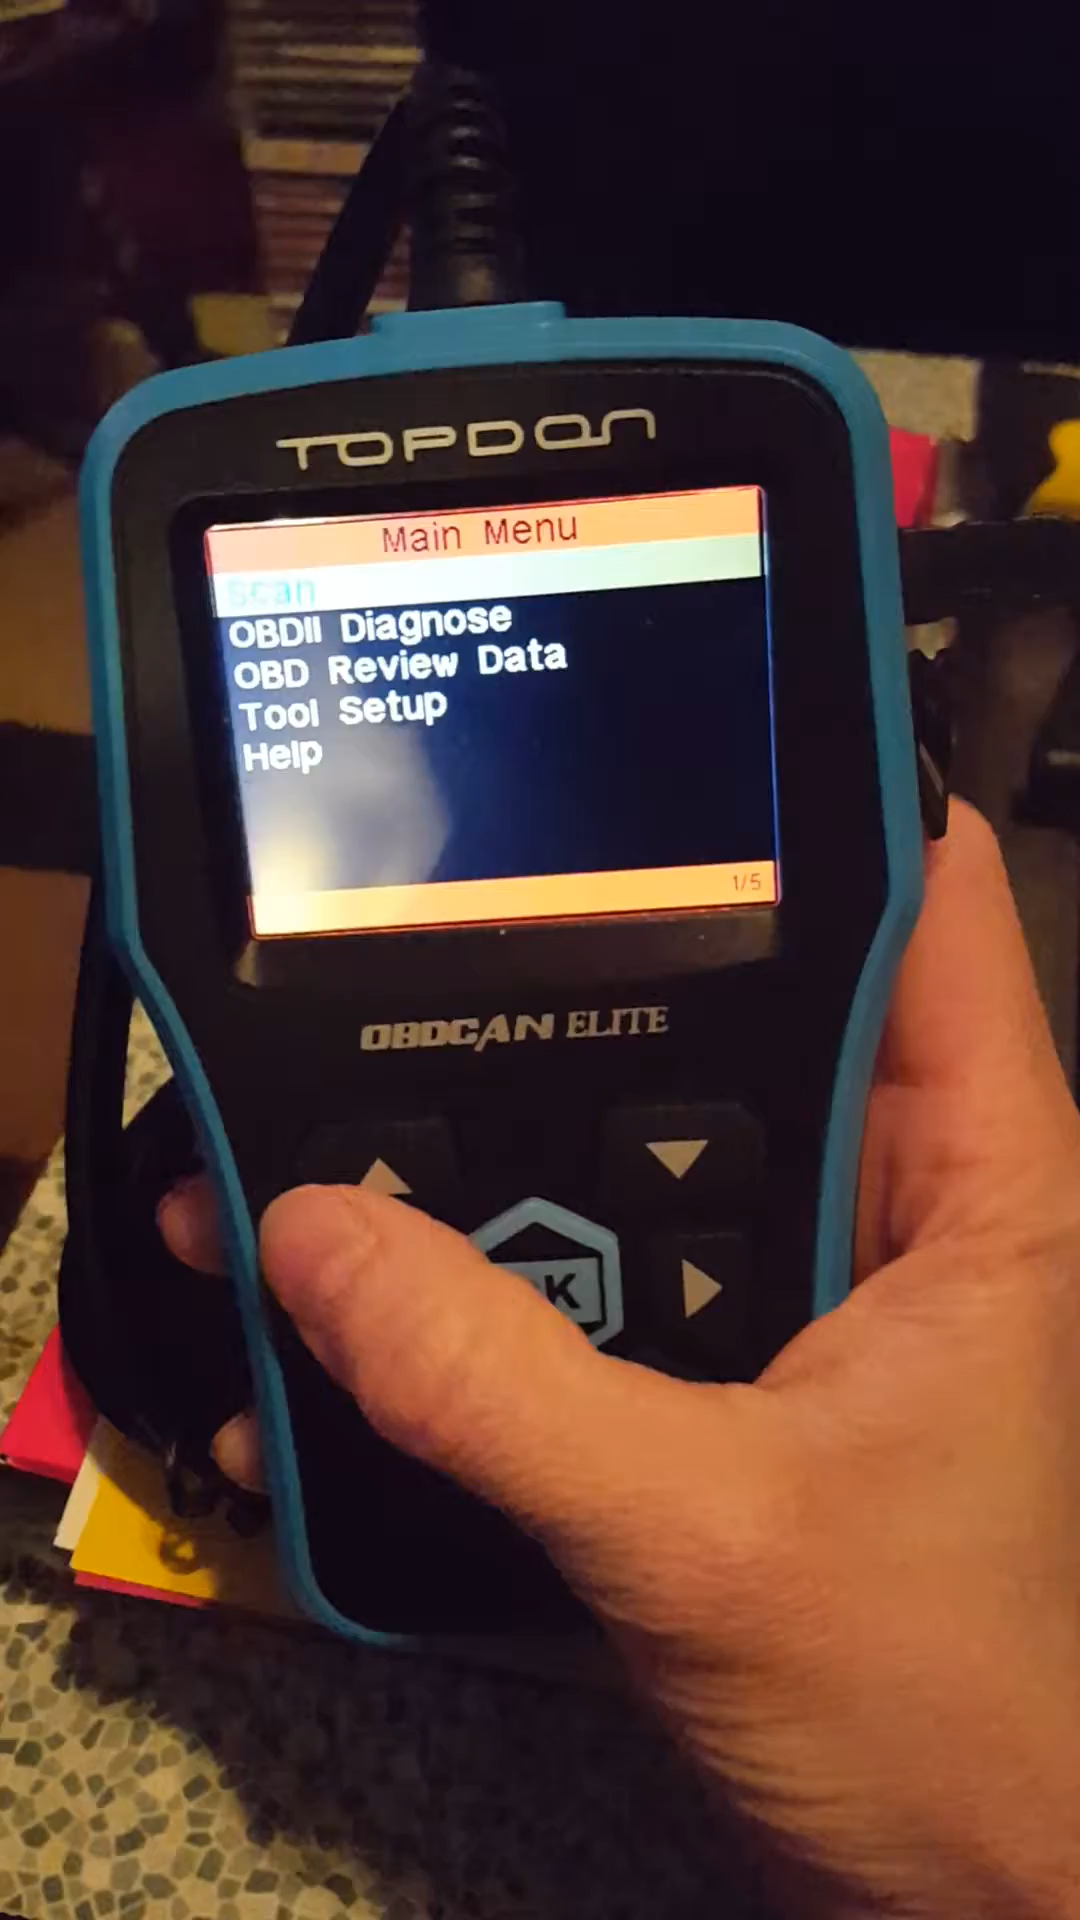 TOPDON
Main Menu
Scan
OBDII Diagnose
OBD Review Data
Tool Setup
Help
1/5
OBDCAN ELITE